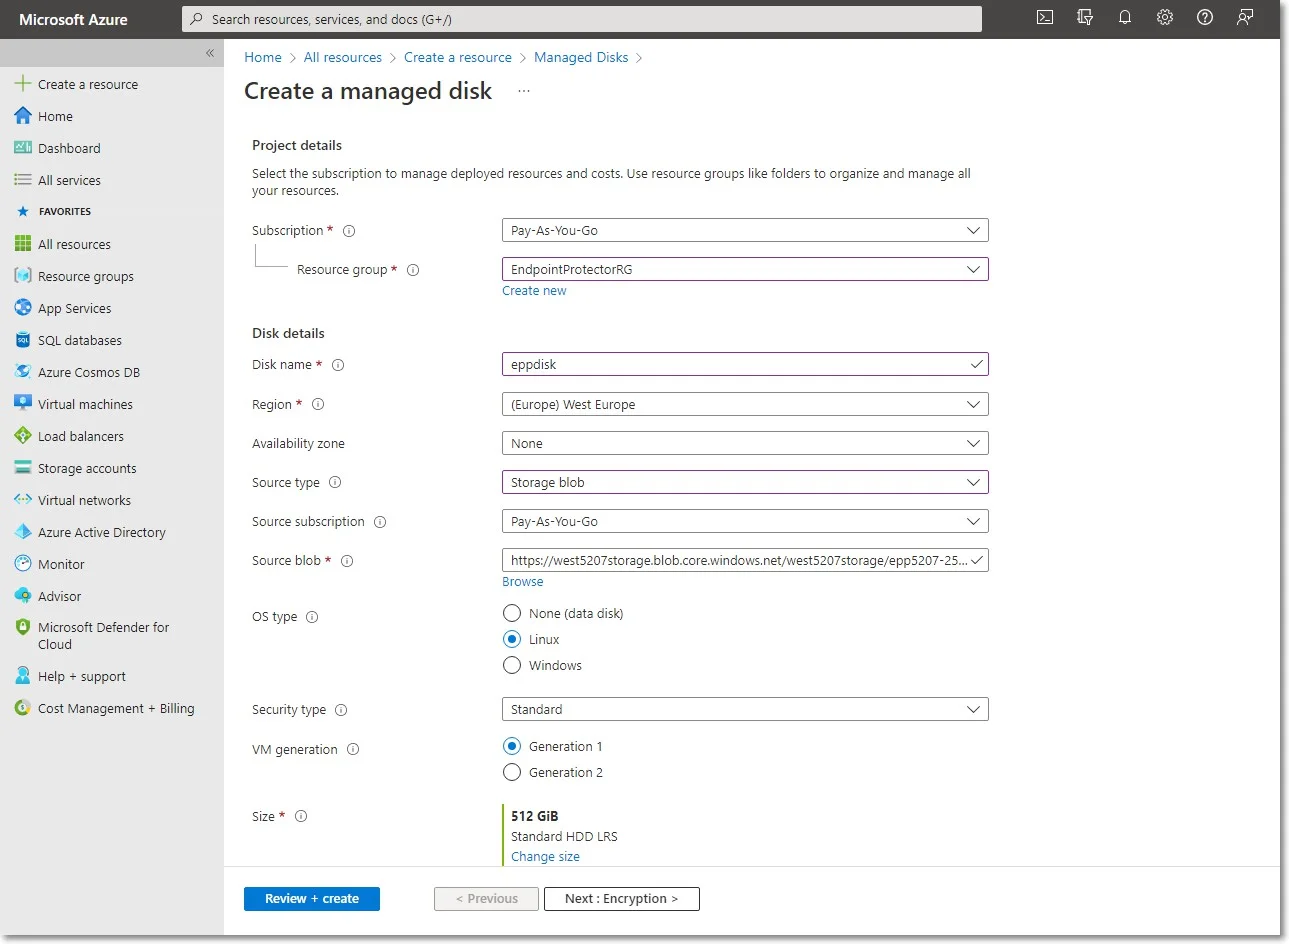 Microsoft Azure
Search resources, services, and docs (G+/)
«
Create a resource
Home
Dashboard
All services
FAVORITES
All resources
Resource groups
App Services
SQL databases
Azure Cosmos DB
Virtual machines
Load balancers
Storage accounts
Virtual networks
Azure Active Directory
Monitor
Advisor
Microsoft Defender for
Cloud
Help + support
Cost Management + Billing
Home > All resources > Create a resource > Managed Disks >
Create a managed disk ...
Project details
Select the subscription to manage deployed resources and costs. Use resource groups like folders to organize and manage all
your resources.
Subscription * Pay-As-You-Go
Resource group * EndpointProtectorRG
Create new
Disk details
Disk name * eppdisk
Region * (Europe) West Europe
Availability zone None
Source type Storage blob
Source subscription Pay-As-You-Go
Source blob * https://west5207storage.blob.core.windows.net/west5207storage/epp5207-25...
Browse
OS type
None (data disk)
Linux
Windows
Security type Standard
VM generation
Generation 1
Generation 2
Size * 512 GiB
Standard HDD LRS
Change size
Review + create < Previous Next : Encryption >